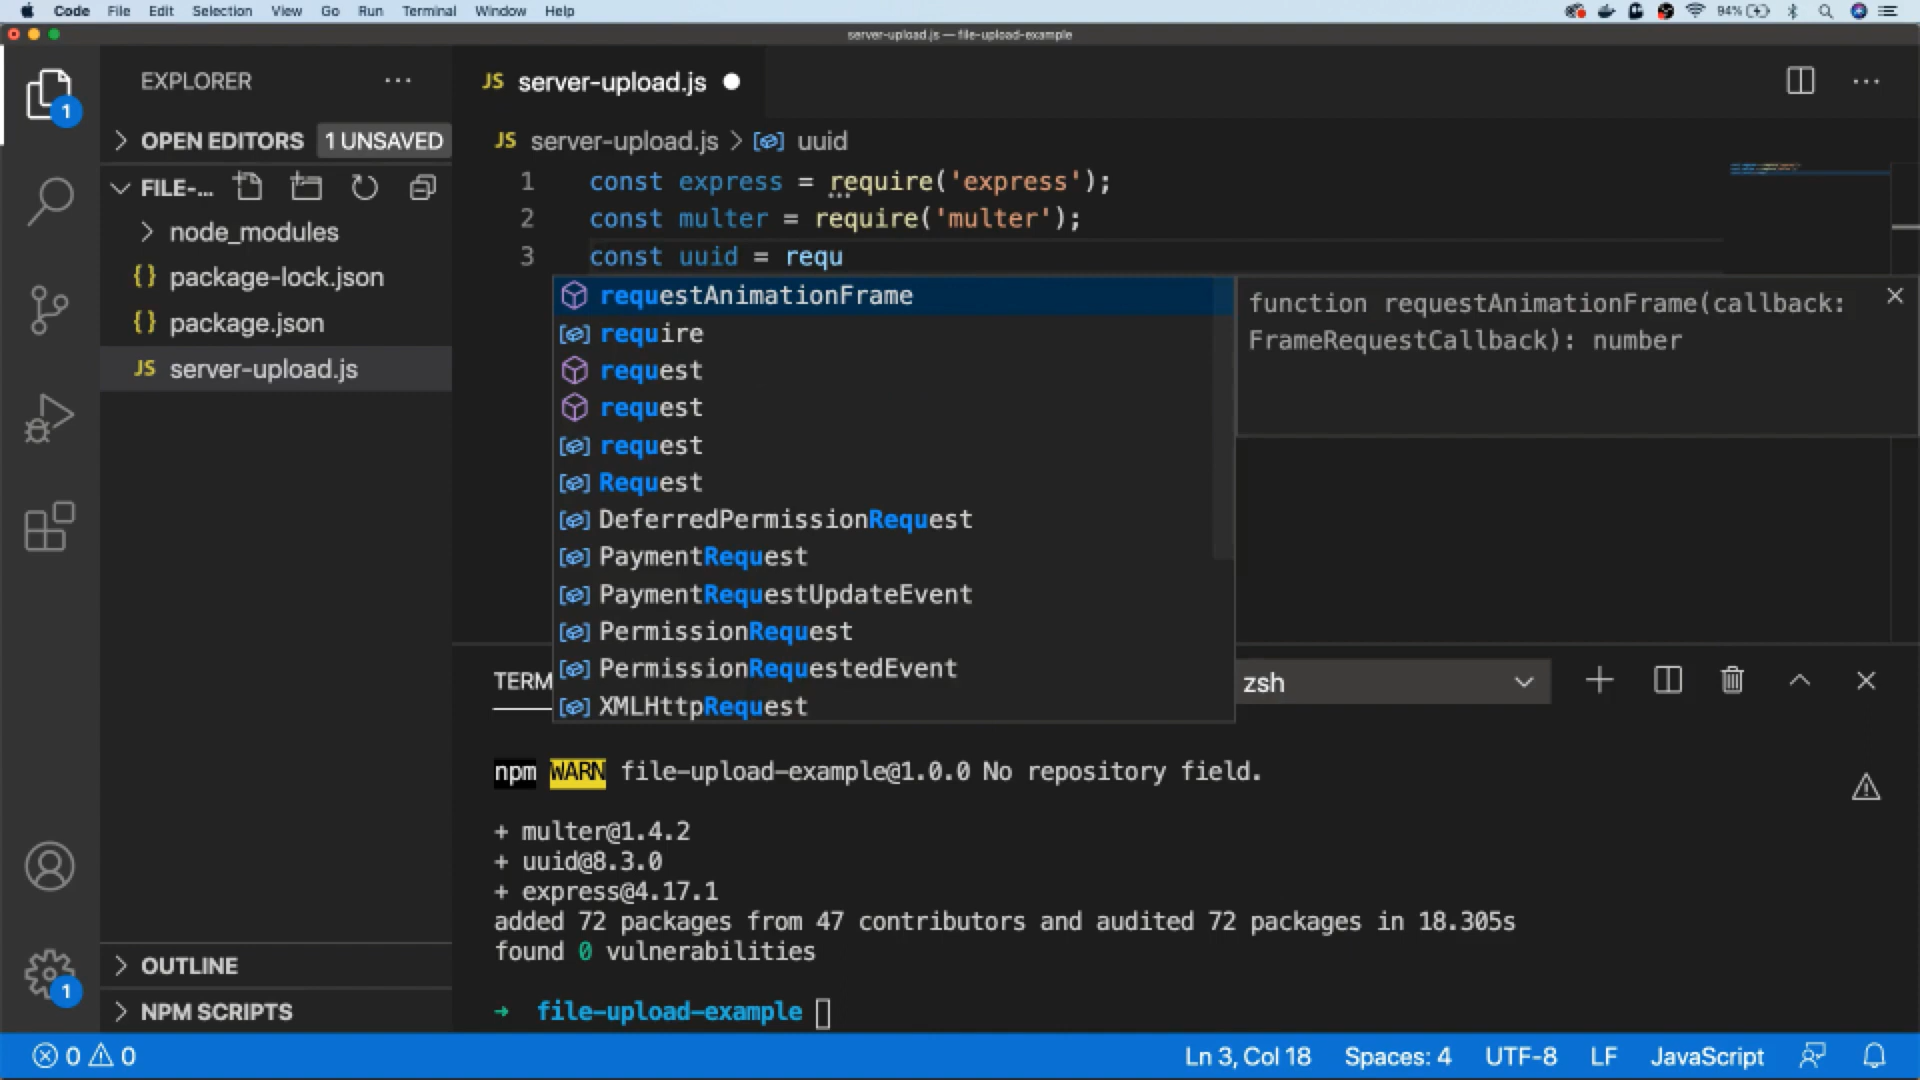 Code File Edit Selection View Go Run Terminal Window Help 94%
server-upload.js — file-upload-example
EXPLORER ···
JS server-upload.js
1
OPEN EDITORS 1 UNSAVED
JS server-upload.js > uuid
FILE-...
node_modules
{} package-lock.json
{} package.json
JS server-upload.js
1 const express = require('express');
2 const multer = require('multer');
3 const uuid = requ
requestAnimationFrame
require
request
request
request
Request
DeferredPermissionRequest
PaymentRequest
PaymentRequestUpdateEvent
PermissionRequest
PermissionRequestedEvent
XMLHttpRequest
function requestAnimationFrame(callback:
FrameRequestCallback): number
TERM
zsh
npm WARN file-upload-example@1.0.0 No repository field.
+ multer@1.4.2
+ uuid@8.3.0
+ express@4.17.1
added 72 packages from 47 contributors and audited 72 packages in 18.305s
found 0 vulnerabilities
→ file-upload-example
OUTLINE
1
NPM SCRIPTS
0 0
Ln 3, Col 18 Spaces: 4 UTF-8 LF JavaScript